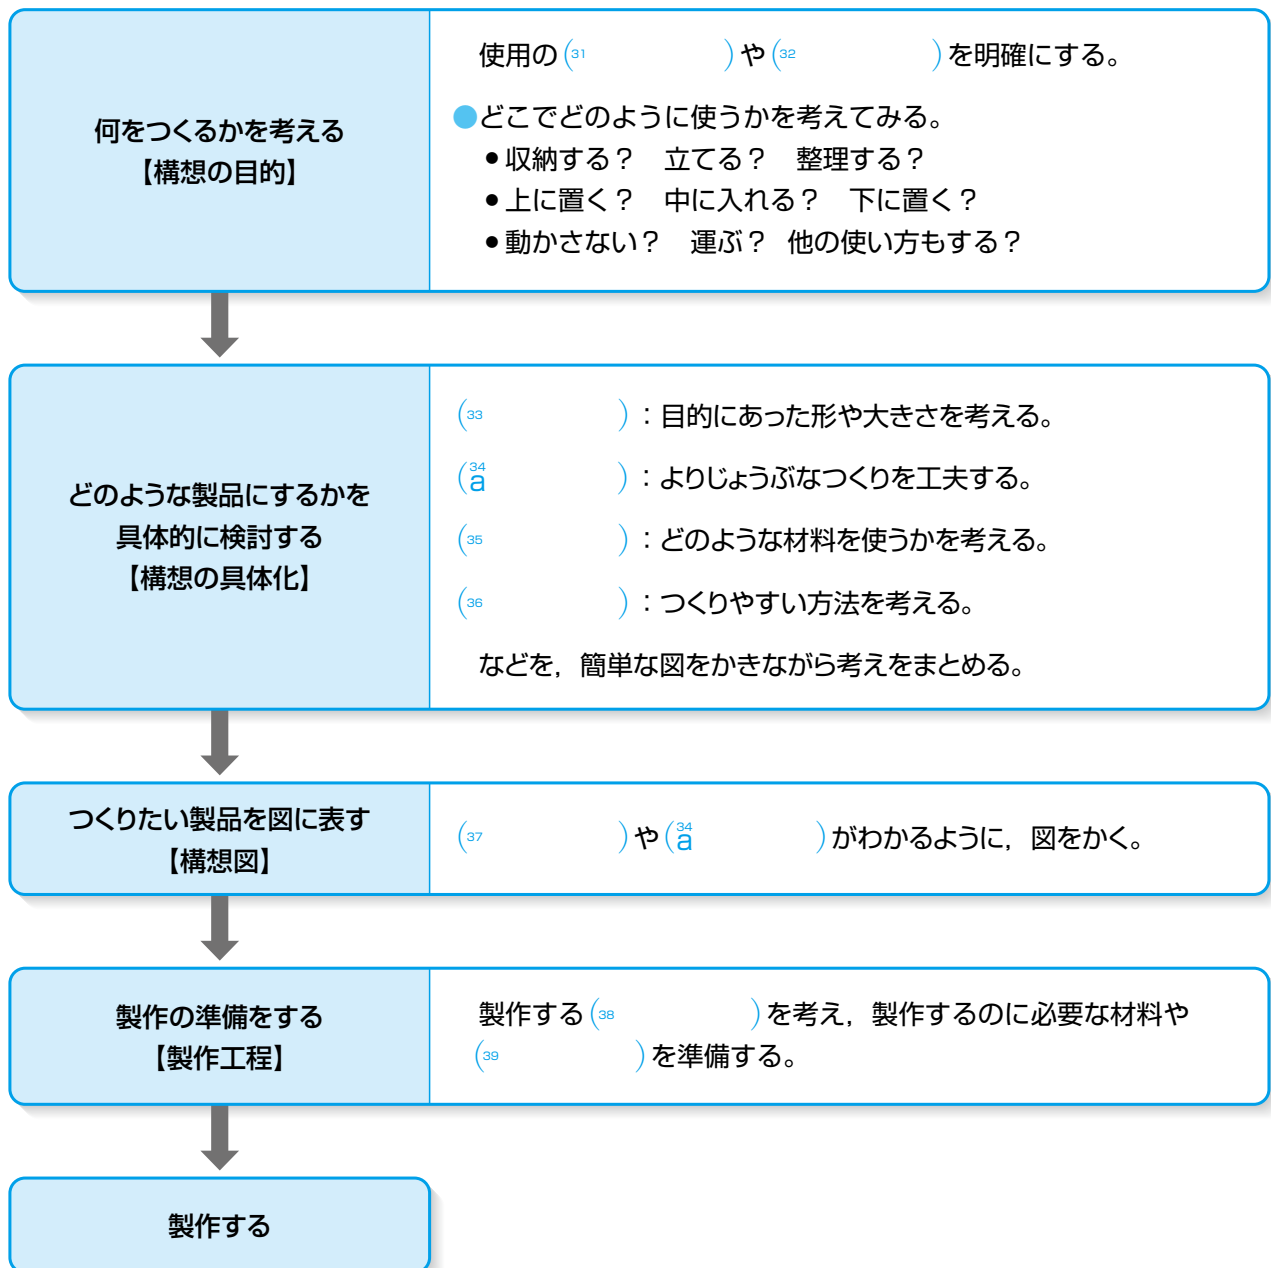 何をつくるかを考える
【構想の目的】
使用の(31　　　)や(32　　　)を明確にする。
●どこでどのように使うかを考えてみる。
•収納する？　立てる？　整理する？
•上に置く？　中に入れる？　下に置く？
•動かさない？　運ぶ？　他の使い方もする？
どのような製品にするかを
具体的に検討する
【構想の具体化】
(33　　　)：目的にあった形や大きさを考える。
(34 a　　　)：よりじょうぶなつくりを工夫する。
(35　　　)：どのような材料を使うかを考える。
(36　　　)：つくりやすい方法を考える。
などを，簡単な図をかきながら考えをまとめる。
つくりたい製品を図に表す
【構想図】
(37　　　)や(34 a　　　)がわかるように，図をかく。
製作の準備をする
【製作工程】
製作する(38　　　)を考え，製作するのに必要な材料や
(39　　　)を準備する。
製作する